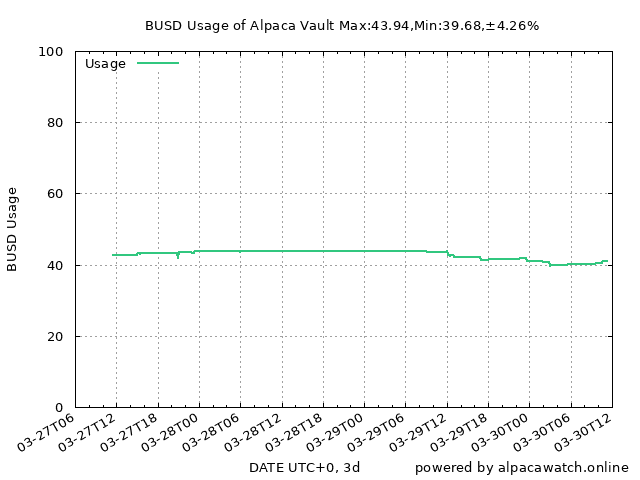 BUSD Usage of Alpaca Vault Max:43.94,Min:39.68,±4.26%
Usage
BUSD Usage
100
80
60
40
20
0
03-27T06
03-27T12
03-27T18
03-28T00
03-28T06
03-28T12
03-28T18
03-29T00
03-29T06
03-29T12
03-29T18
03-30T00
03-30T06
03-30T12
DATE UTC+0, 3d
powered by alpacawatch.online